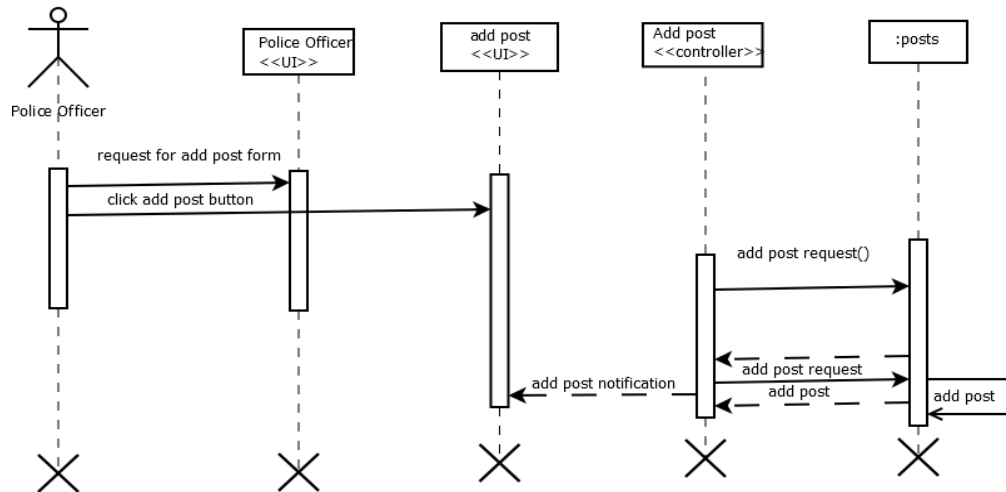 Police Officer
<<UI>>
add post
<<UI>>
Add post
<<controller>>
:posts
Police Officer
request for add post form
click add post button
add post request()
add post request
add post notification
add post
add post